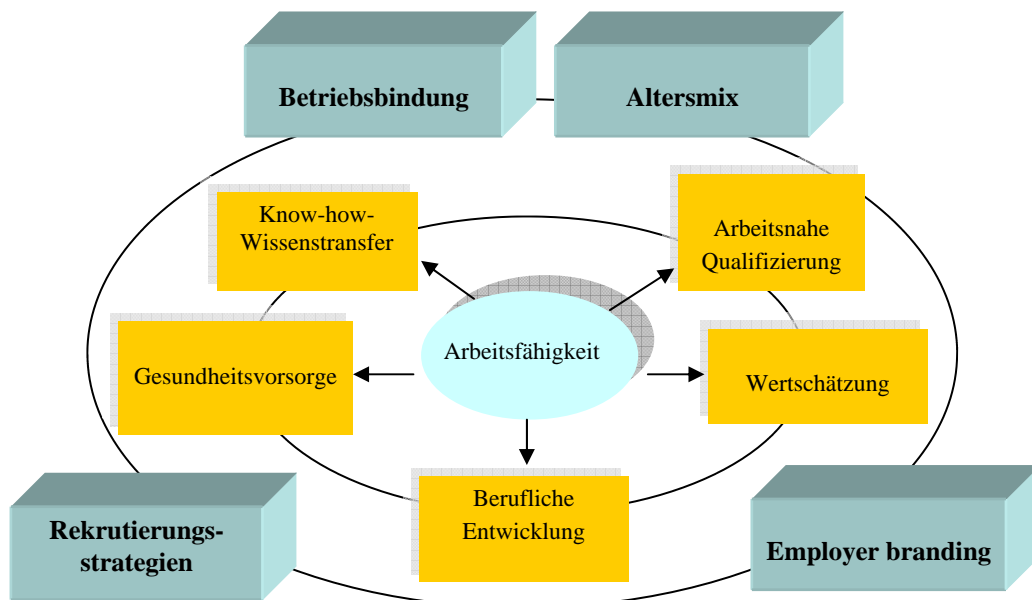 Betriebsbindung
Altersmix
Know-how-
Wissenstransfer
Arbeitsnahe
Qualifizierung
Arbeitsfähigkeit
Gesundheitsvorsorge
Wertschätzung
Berufliche
Entwicklung
Rekrutierungs-
strategien
Employer branding